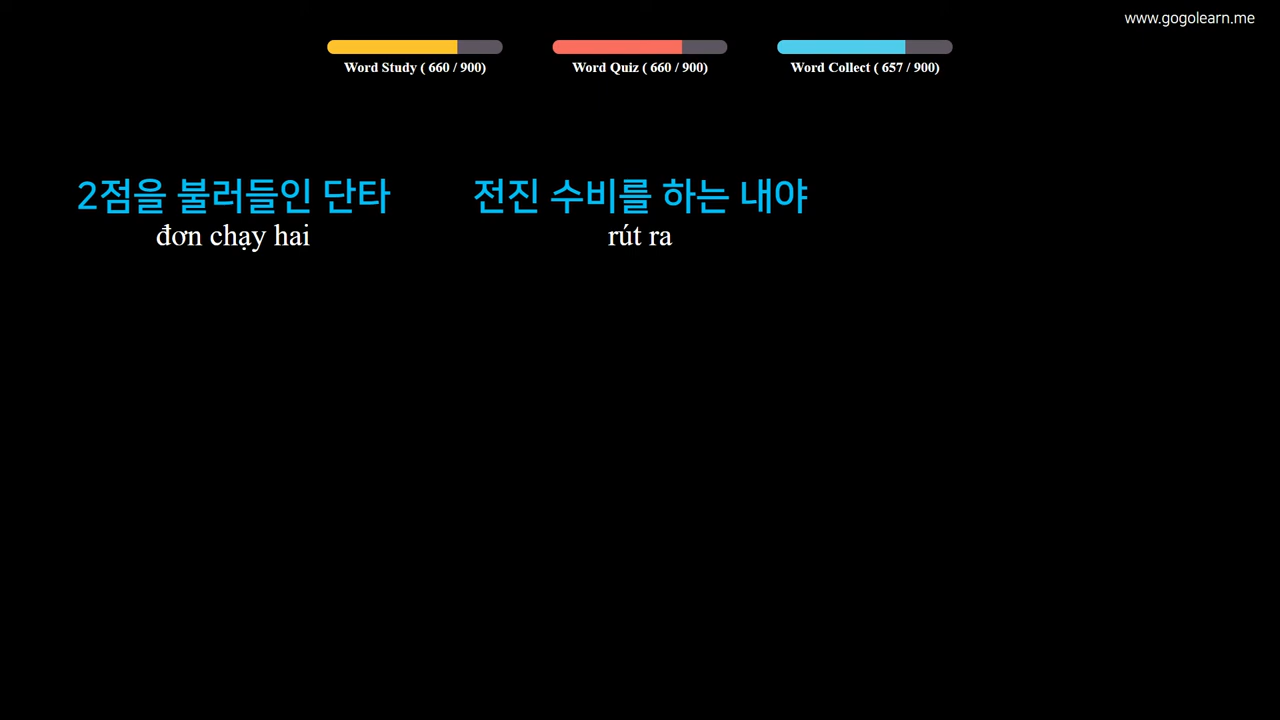 www.gogolearn.me
Word Study ( 660 / 900) Word Quiz ( 660 / 900) Word Collect ( 657 / 900)
2점을 불러들인 단타 전진 수비를 하는 내야
đơn chạy hai rút ra